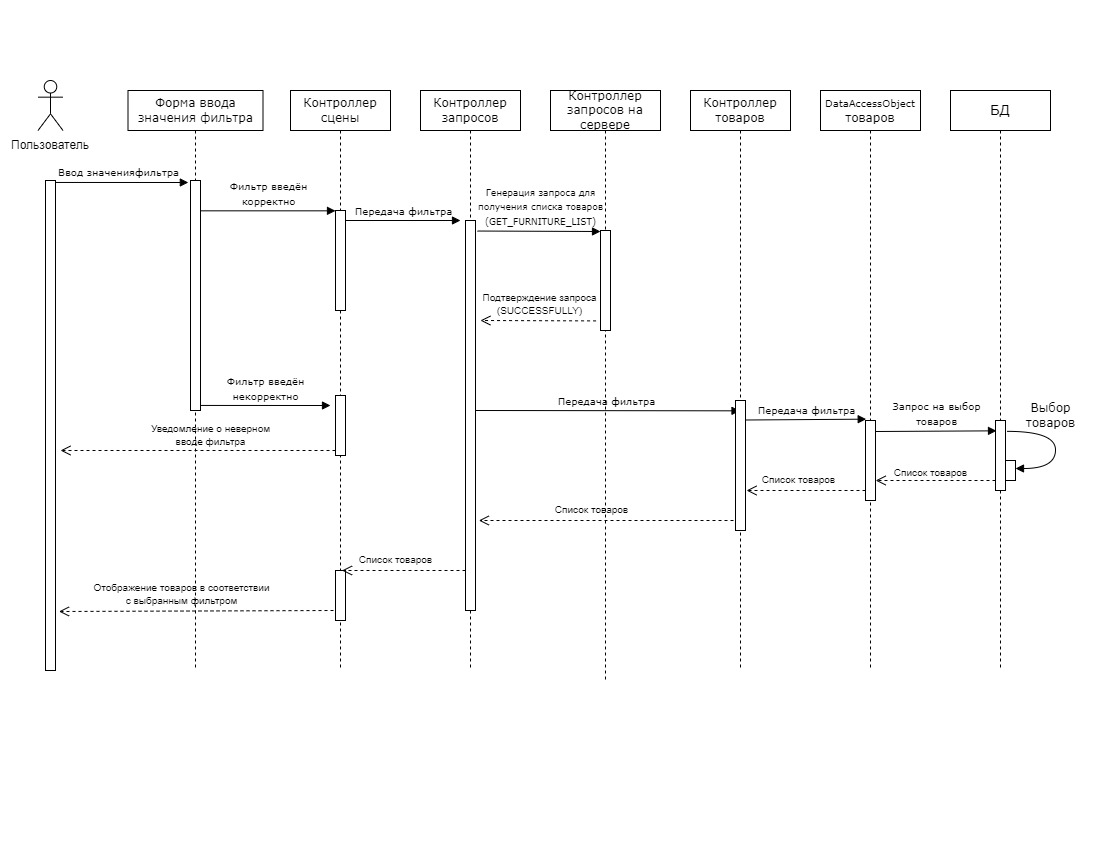 Пользователь
Форма ввода
значения фильтра
Контроллер
сцены
Контроллер
запросов
Контроллер
запросов на
сервере
Контроллер
товаров
DataAccessObject
товаров
БД
Ввод значенияфильтра
Фильтр введён
корректно
Передача фильтра
Генерация запроса для
получения списка товаров
(GET_FURNITURE_LIST)
Подтверждение запроса
(SUCCESSFULLY)
Фильтр введён
некорректно
Уведомление о неверном
вводе фильтра
Передача фильтра
Передача фильтра
Запрос на выбор
товаров
Выбор
товаров
Список товаров
Список товаров
Список товаров
Список товаров
Отображение товаров в соответствии
с выбранным фильтром